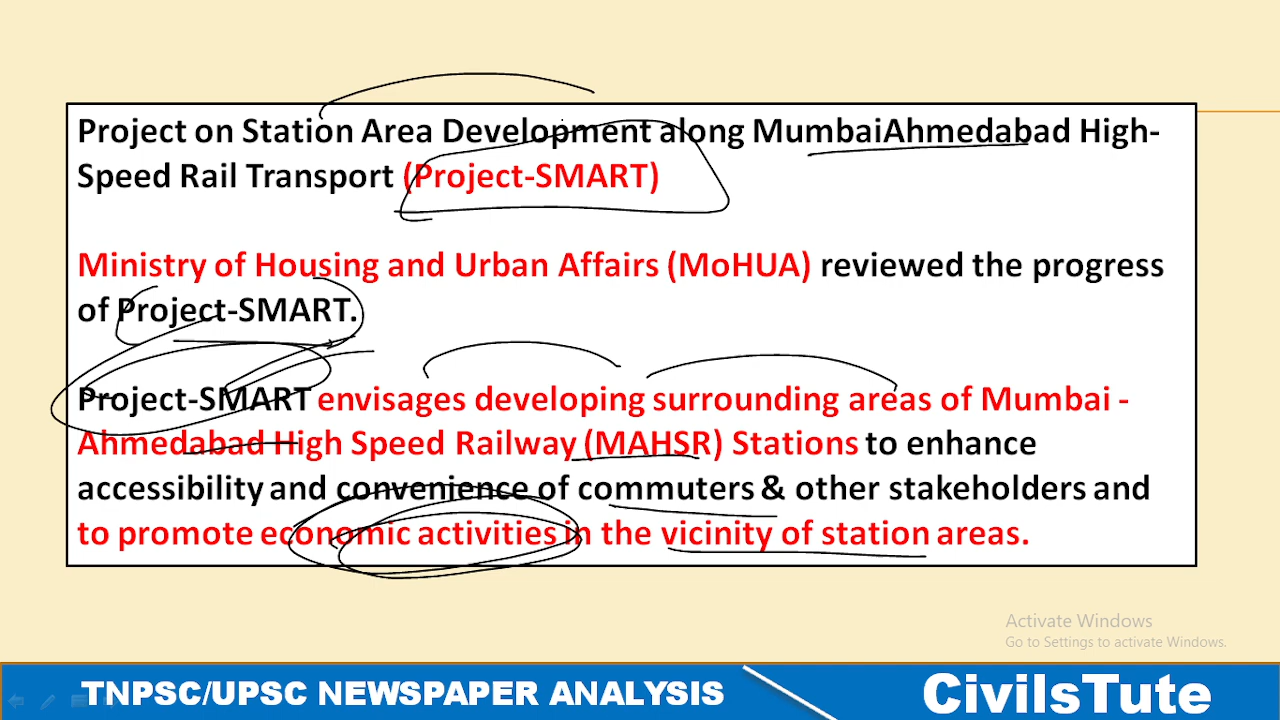 Project on Station Area Development along MumbaiAhmedabad High-
Speed Rail Transport (Project-SMART)
Ministry of Housing and Urban Affairs (MoHUA) reviewed the progress
of Project-SMART.
Project-SMART envisages developing surrounding areas of Mumbai -
Ahmedabad High Speed Railway (MAHSR) Stations to enhance
accessibility and convenience of commuters & other stakeholders and
to promote economic activities in the vicinity of station areas.
Activate Windows
Go to Settings to activate Windows.
TNPSC/UPSC NEWSPAPER ANALYSIS
CivilsTute